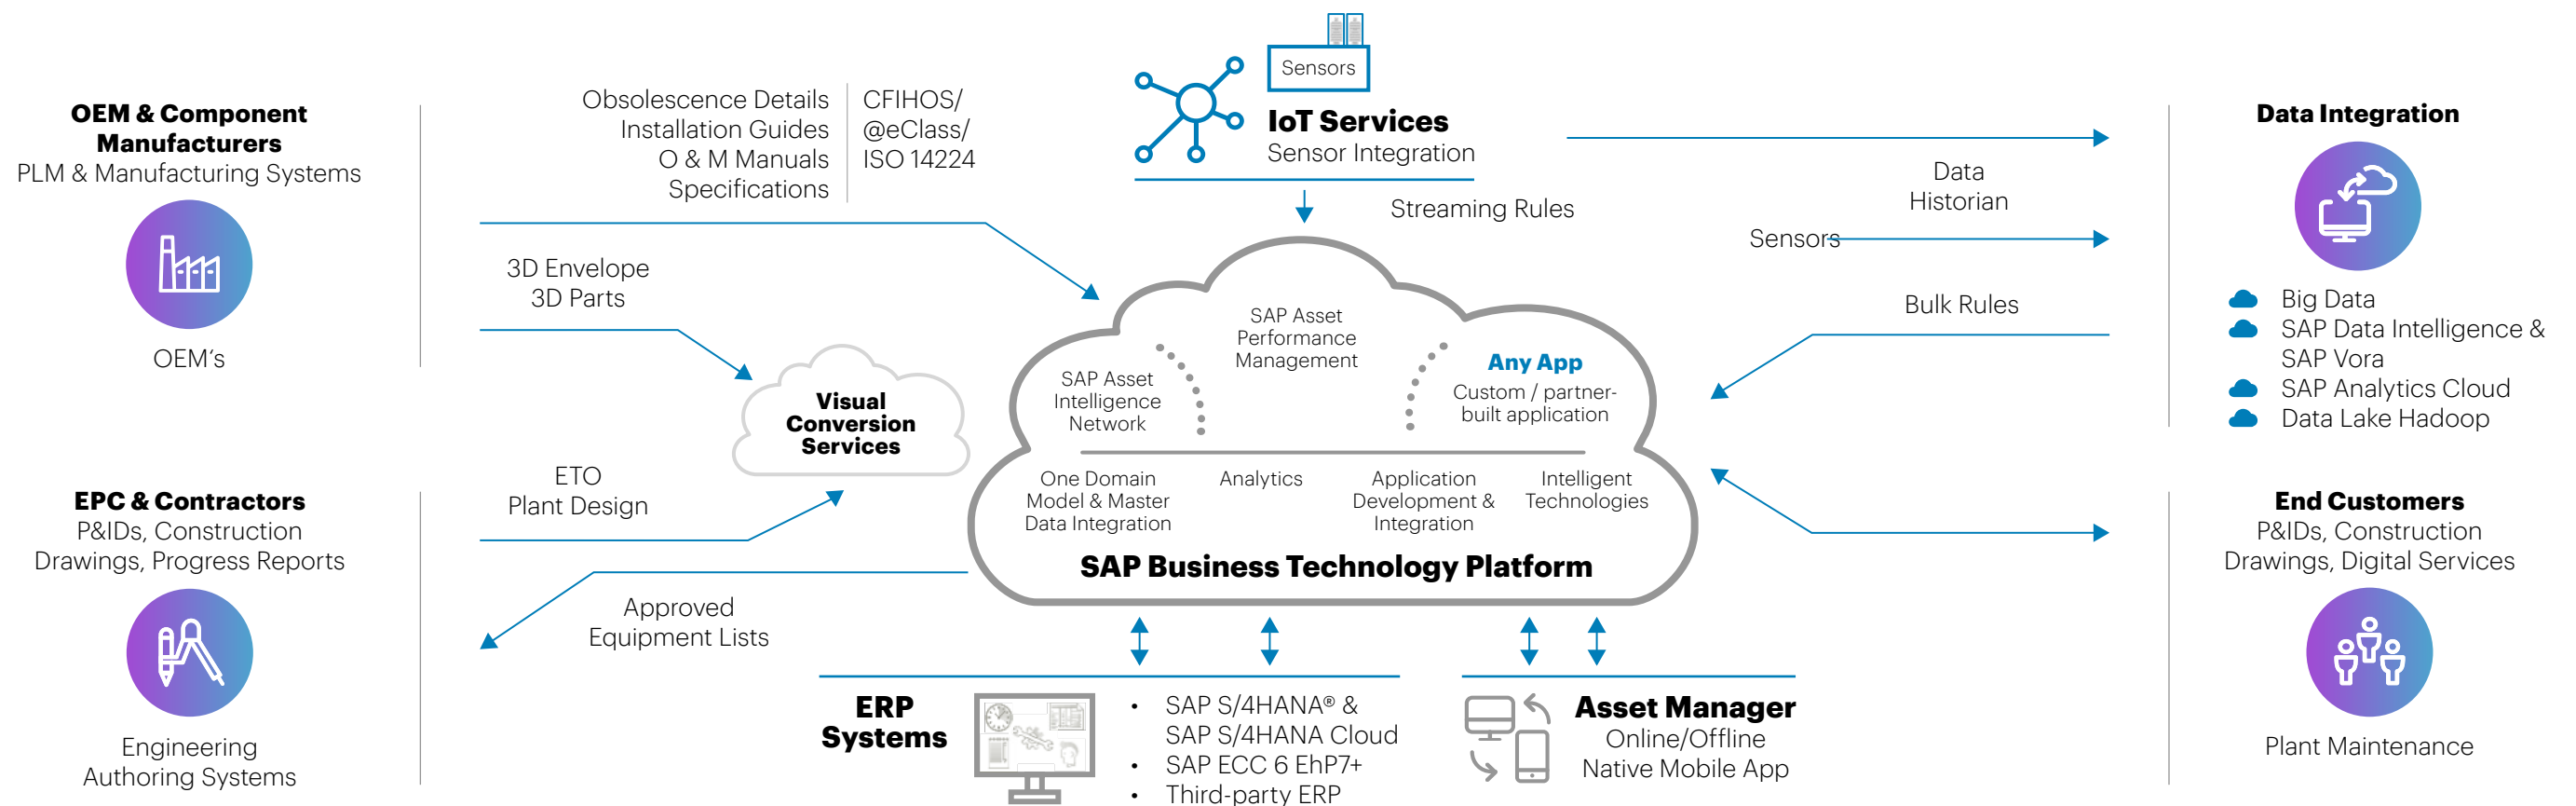 OEM & Component
Manufacturers
PLM & Manufacturing Systems
OEM‘s
EPC & Contractors
P&IDs, Construction
Drawings, Progress Reports
Engineering
Authoring Systems
Obsolescence Details
Installation Guides
O & M Manuals
Specifications
CFIHOS/
@eClass/
ISO 14224
3D Envelope
3D Parts
Visual
Conversion
Services
ETO
Plant Design
Approved
Equipment Lists
Sensors
IoT Services
Sensor Integration
Streaming Rules
SAP Asset
Performance
Management
SAP Asset
Intelligence
Network
Any App
Custom / partner-
built application
One Domain
Model & Master
Data Integration
Analytics
Application
Development &
Integration
Intelligent
Technologies
SAP Business Technology Platform
ERP
Systems
• SAP S/4HANA® &
SAP S/4HANA Cloud
• SAP ECC 6 EhP7+
• Third-party ERP
Asset Manager
Online/Offline
Native Mobile App
Data
Historian
Sensors
Bulk Rules
Data Integration
Big Data
SAP Data Intelligence &
SAP Vora
SAP Analytics Cloud
Data Lake Hadoop
End Customers
P&IDs, Construction
Drawings, Digital Services
Plant Maintenance